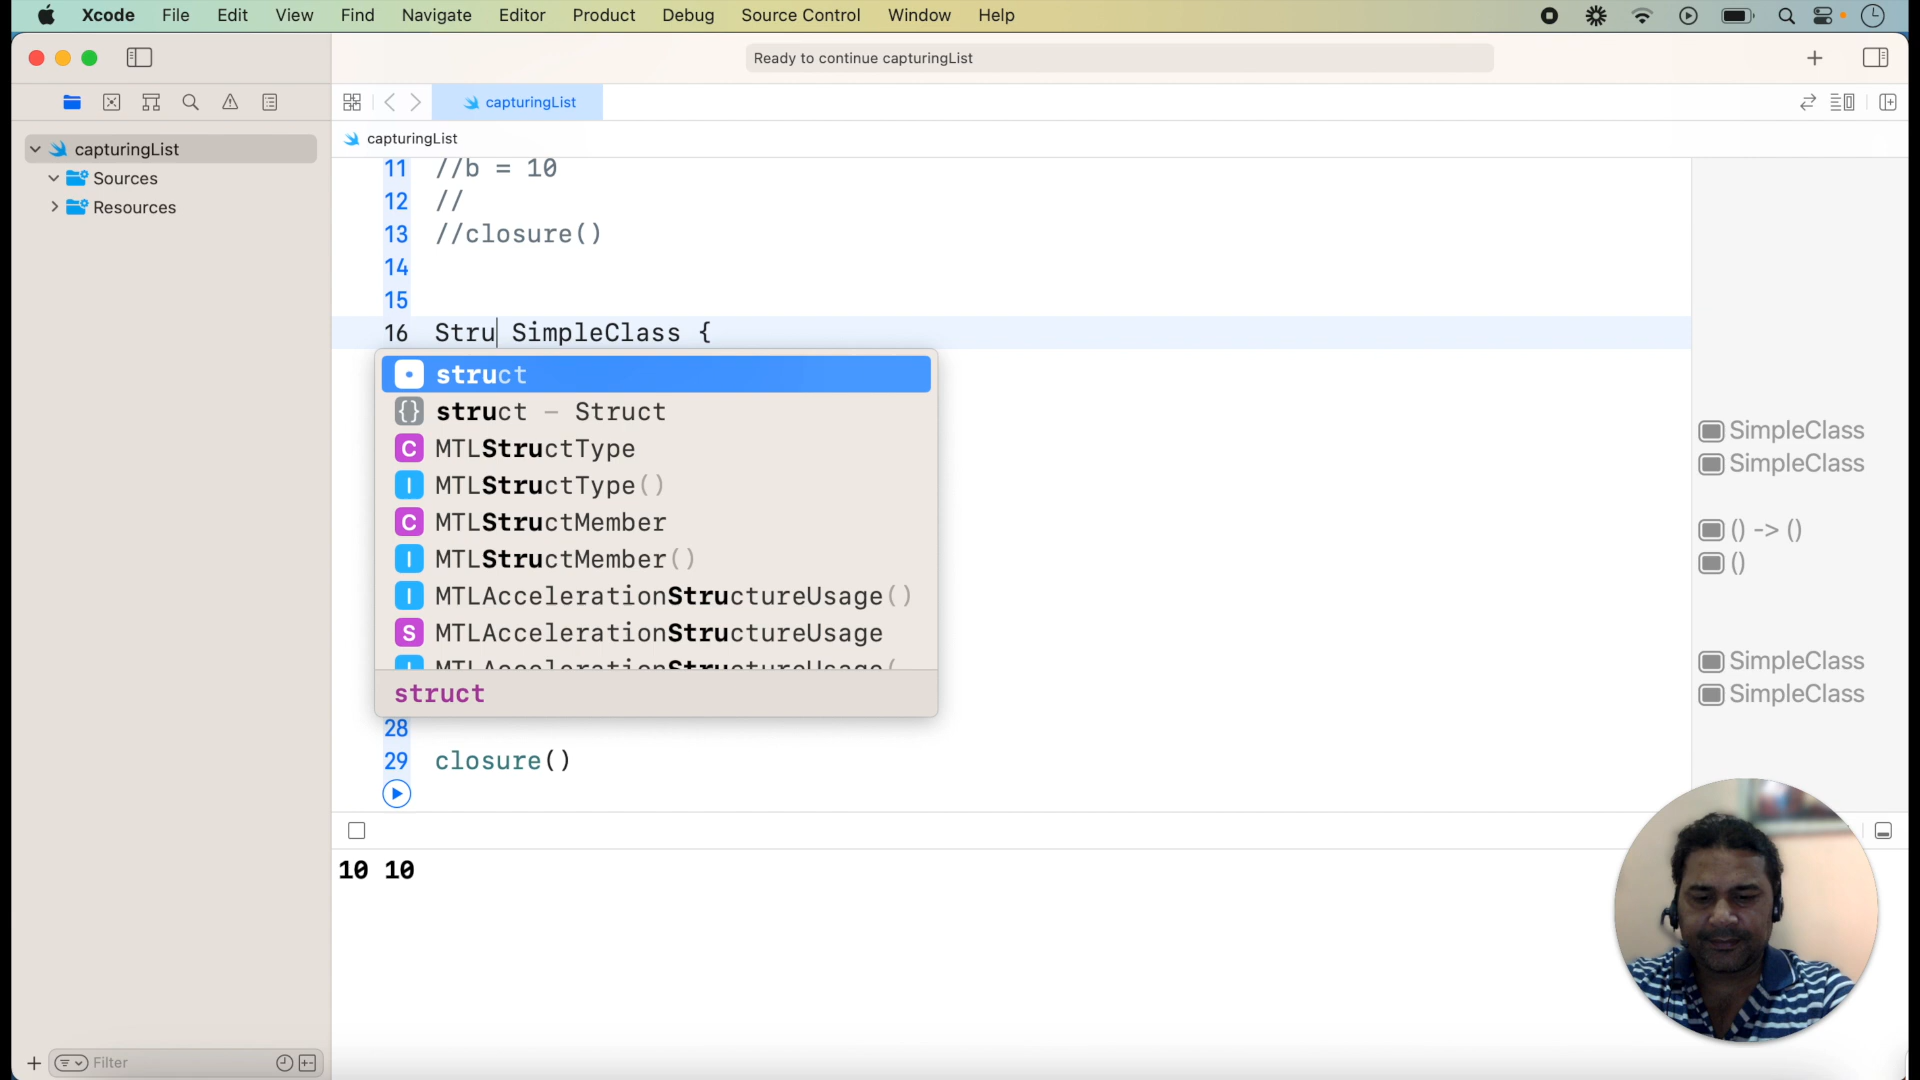 Xcode File Edit View Find Navigate Editor Product Debug Source Control Window Help
Ready to continue capturingList
capturingList
capturingList
capturingList
Sources
Resources
11 //b = 10
12 //
13 //closure()
14
15
16 Stru SimpleClass {
struct
{} struct – Struct
C MTLStructType
I MTLStructType()
C MTLStructMember
I MTLStructMember()
I MTLAccelerationStructureUsage()
S MTLAccelerationStructureUsage
I MTLAccelerationStructureUsage(
struct
28
29 closure()
SimpleClass
SimpleClass
() -> ()
()
SimpleClass
SimpleClass
10 10
Filter